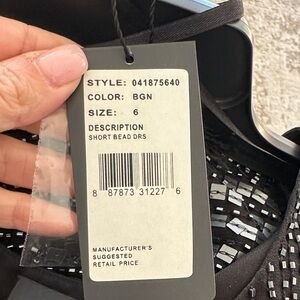 STYLE: 041875640
COLOR: BGN
SIZE: 6
DESCRIPTION
SHORT BEAD DRS
8 87873 31227 6
MANUFACTURER'S
SUGGESTED
RETAIL PRICE